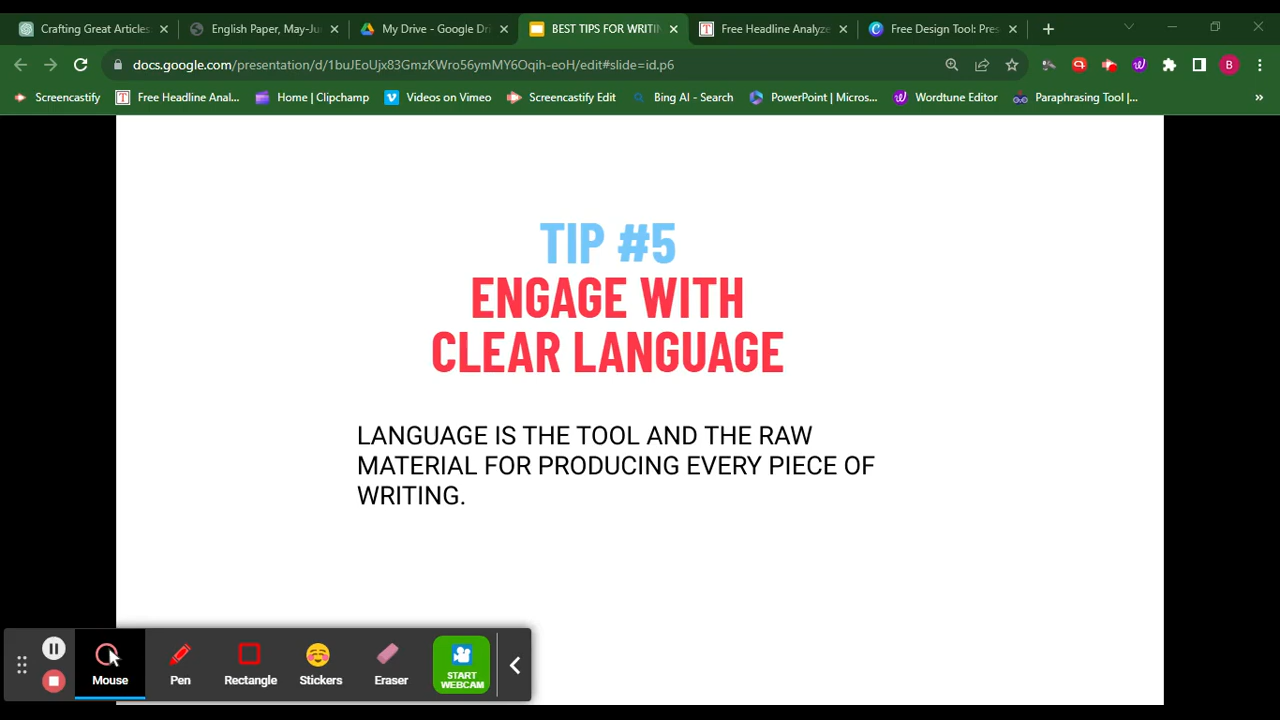 Crafting Great Articles
English Paper, May-Ju
My Drive - Google Dri
BEST TIPS FOR WRITIN
Free Headline Analyze
Free Design Tool: Pres
docs.google.com/presentation/d/1buJEoUjx83GmzKWro56ymMY6Oqih-eoH/edit#slide=id.p6
B
Screencastify
Free Headline Anal...
Home | Clipchamp
Videos on Vimeo
Screencastify Edit
Bing AI - Search
PowerPoint | Micros...
Wordtune Editor
Paraphrasing Tool |...
TIP #5
ENGAGE WITH
CLEAR LANGUAGE
LANGUAGE IS THE TOOL AND THE RAW
MATERIAL FOR PRODUCING EVERY PIECE OF
WRITING.
Mouse
Pen
Rectangle
Stickers
Eraser
START
WEBCAM